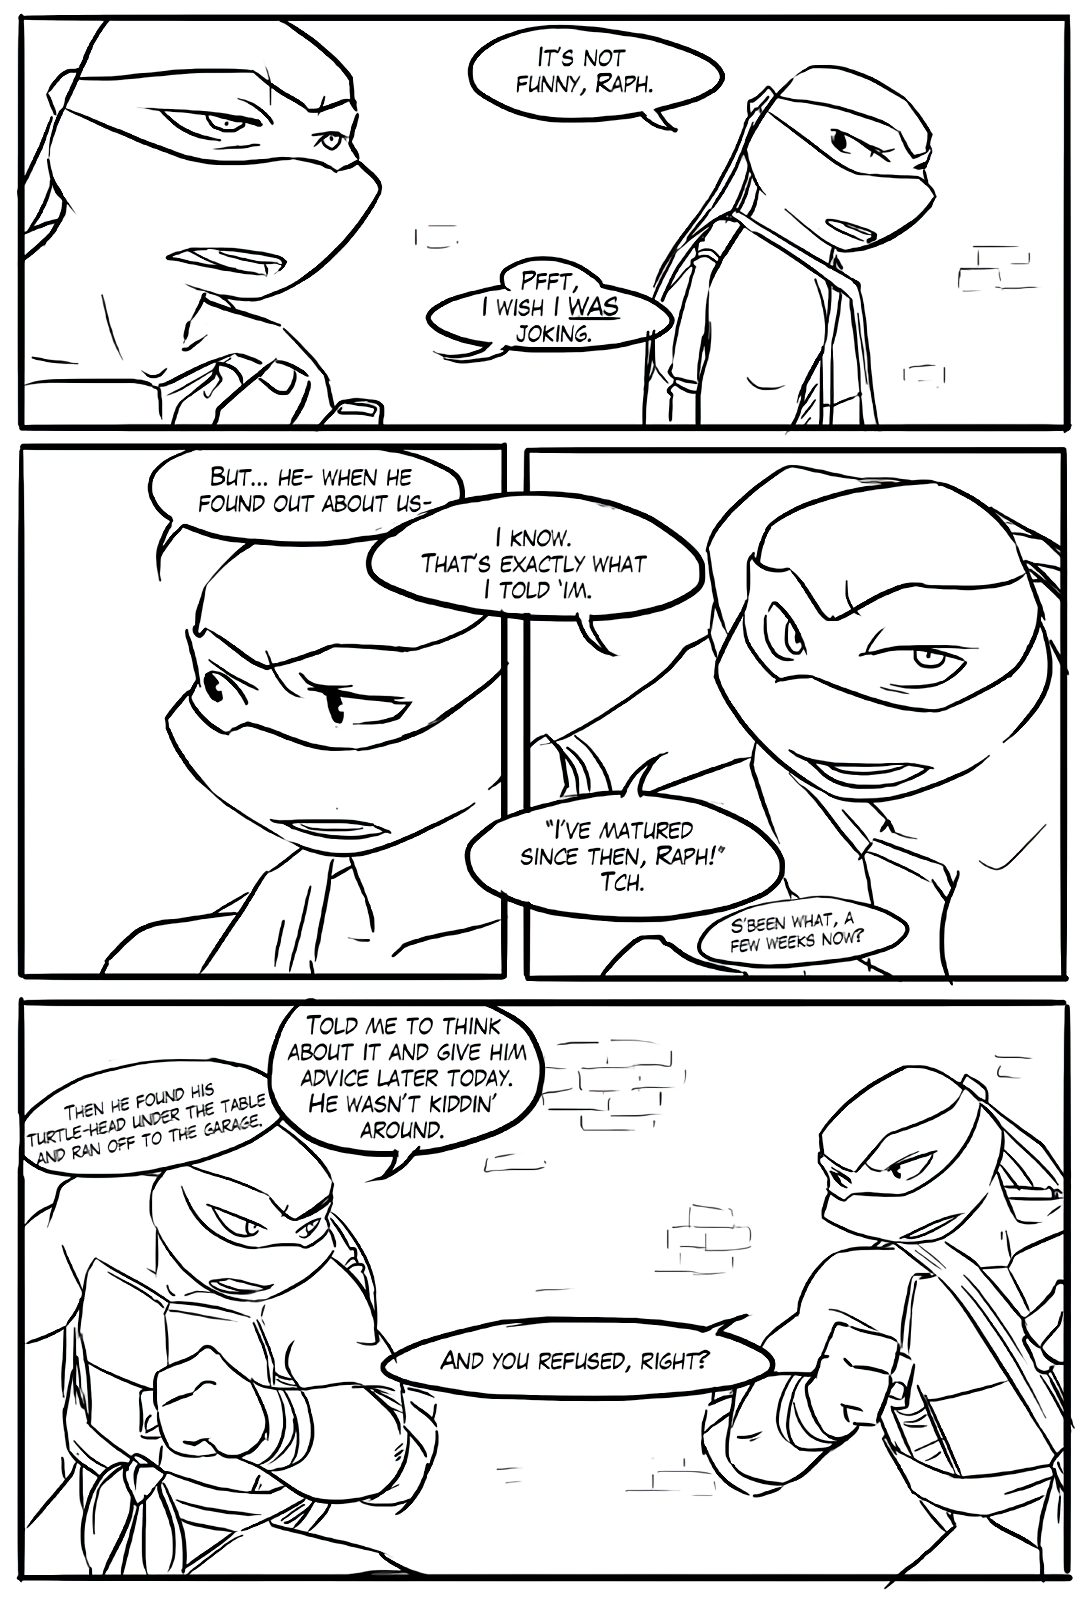 IT'S NOT
FUNNY, RAPH.
PFFT,
I WISH I WAS
JOKING.
BUT... HE- WHEN HE
FOUND OUT ABOUT US-
I KNOW.
THAT'S EXACTLY WHAT
I TOLD 'IM.
"I'VE MATURED
SINCE THEN, RAPH!"
TCH.
S'BEEN WHAT, A
FEW WEEKS NOW?
TOLD ME TO THINK
ABOUT IT AND GIVE HIM
ADVICE LATER TODAY.
HE WASN'T KIDDIN'
AROUND.
THEN HE FOUND HIS
TURTLE-HEAD UNDER THE TABLE
AND RAN OFF TO THE GARAGE.
AND YOU REFUSED, RIGHT?